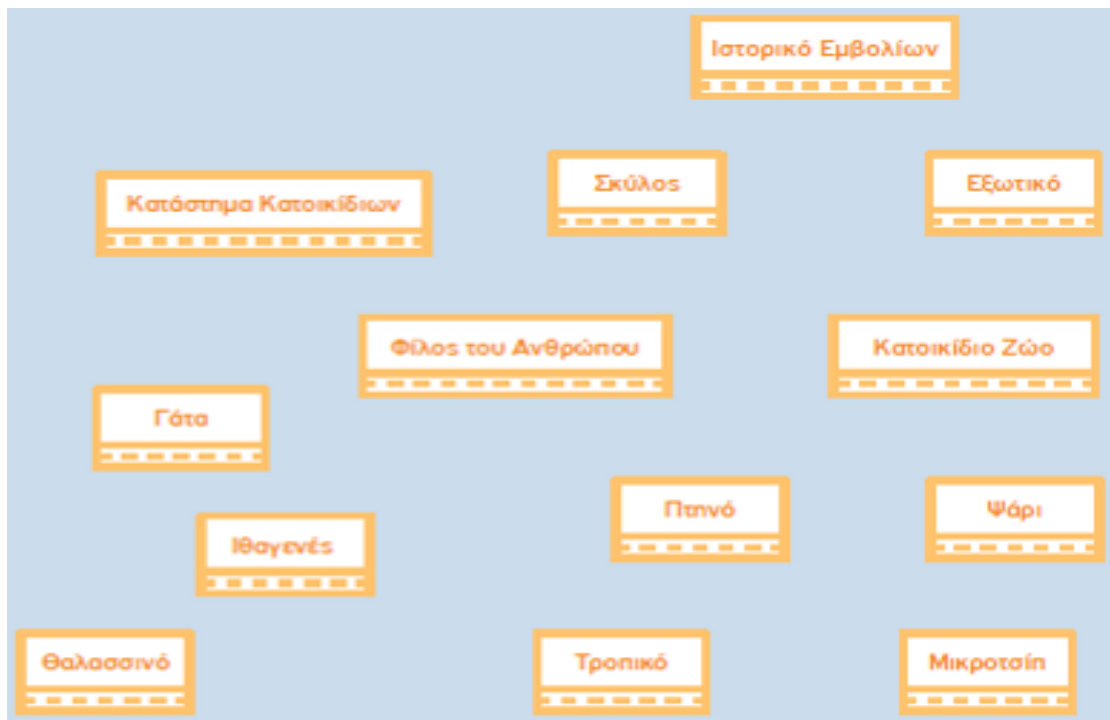 Ιστορικό Εμβολίων
Σκύλος
Εξωτικό
Κατάστημα Κατοικίδιων
Φίλος του Ανθρώπου
Κατοικίδιο Ζώο
Γάτα
Πτηνό
Ψάρι
Ιθαγενές
Θαλασσινό
Τροπικό
Μικροτσίπ